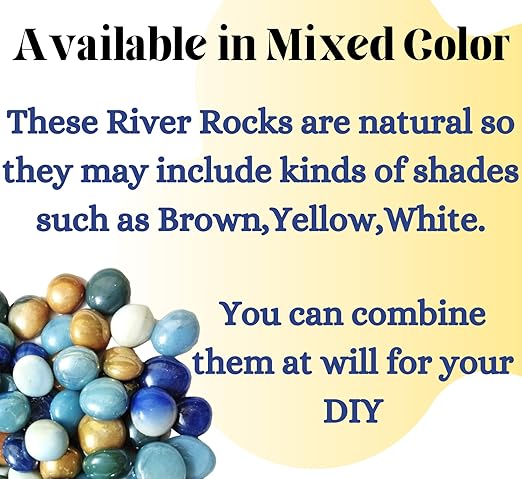 Available in Mixed Color
These River Rocks are natural so
they may include kinds of shades
such as Brown,Yellow,White.
You can combine
them at will for your
DIY